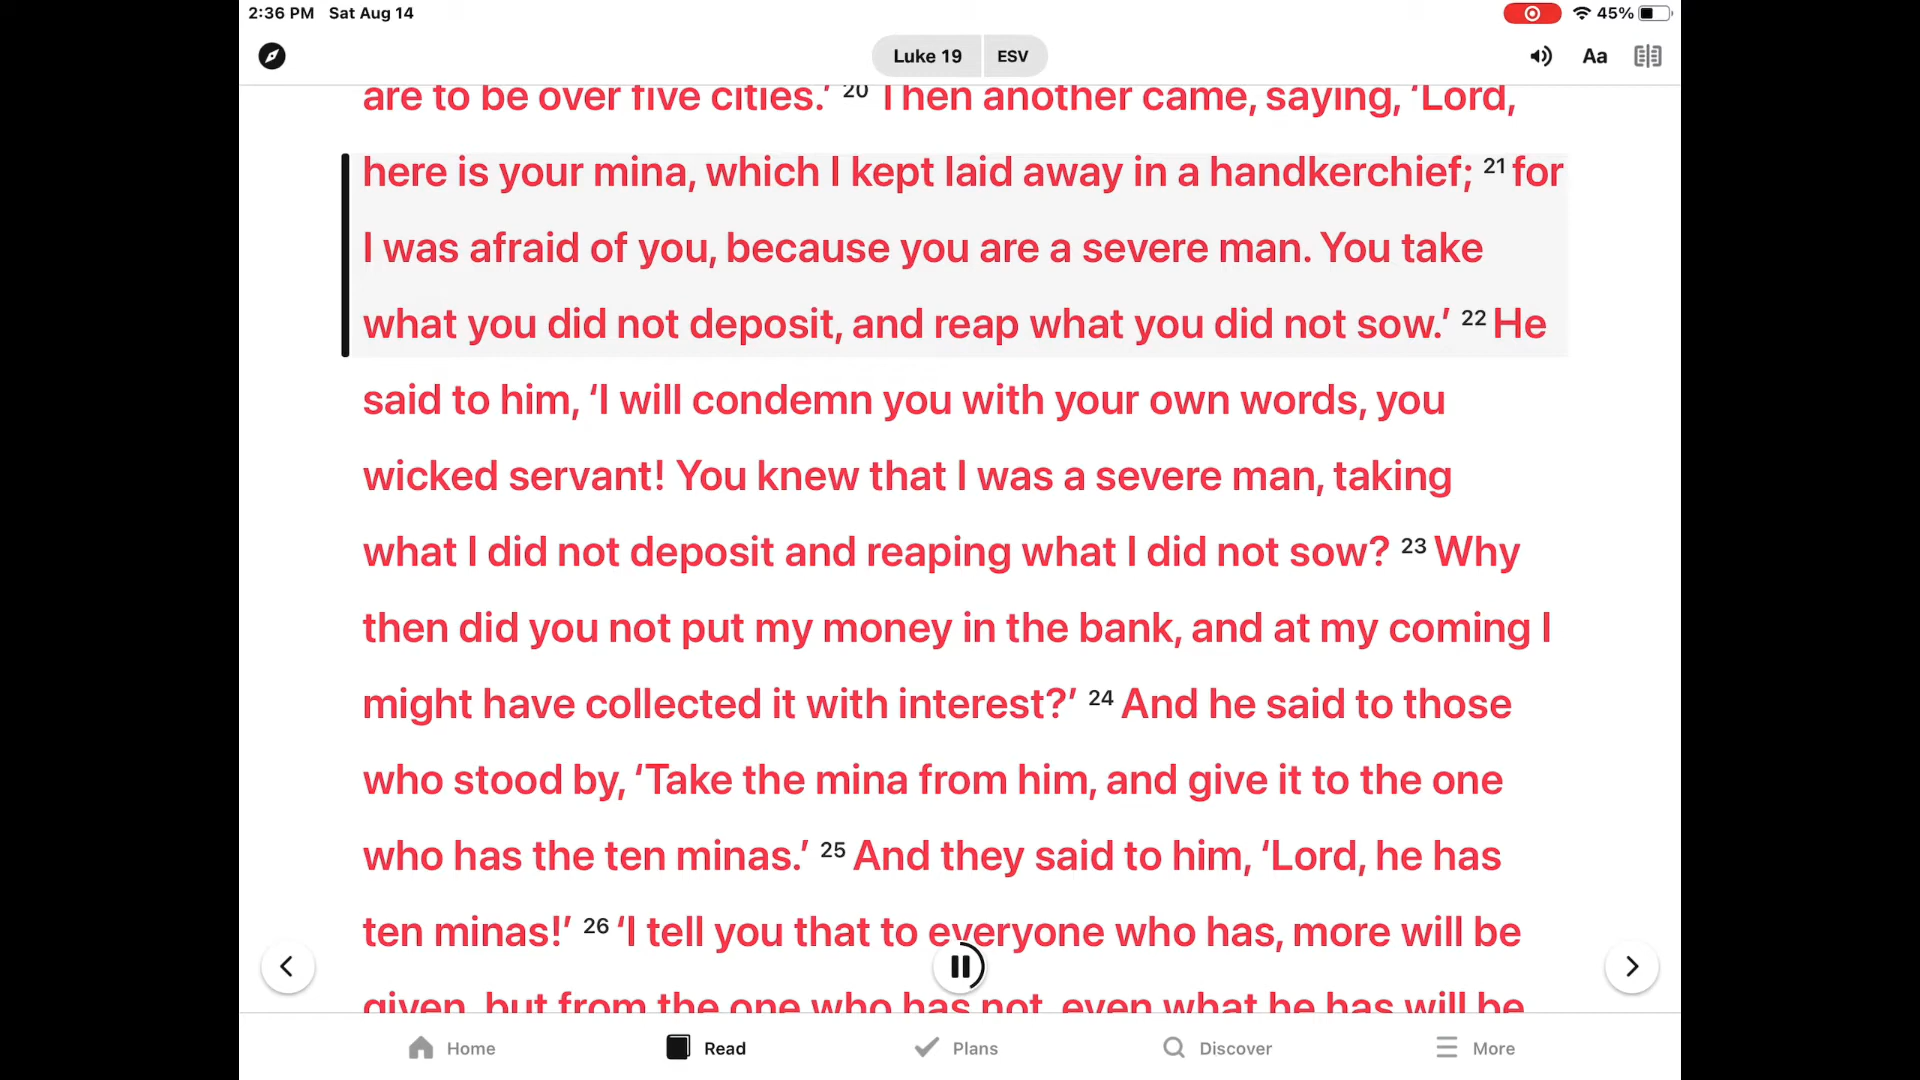 2:36 PM Sat Aug 14
45%
Luke 19 ESV
Aa
are to be over five cities.’ 20 Then another came, saying, ‘Lord,
here is your mina, which I kept laid away in a handkerchief; 21 for
I was afraid of you, because you are a severe man. You take
what you did not deposit, and reap what you did not sow.’ 22 He
said to him, ‘I will condemn you with your own words, you
wicked servant! You knew that I was a severe man, taking
what I did not deposit and reaping what I did not sow? 23 Why
then did you not put my money in the bank, and at my coming I
might have collected it with interest?’ 24 And he said to those
who stood by, ‘Take the mina from him, and give it to the one
who has the ten minas.’ 25 And they said to him, ‘Lord, he has
ten minas!’ 26 ‘I tell you that to everyone who has, more will be
given, but from the one who has not, even what he has will be
Home Read Plans Discover More